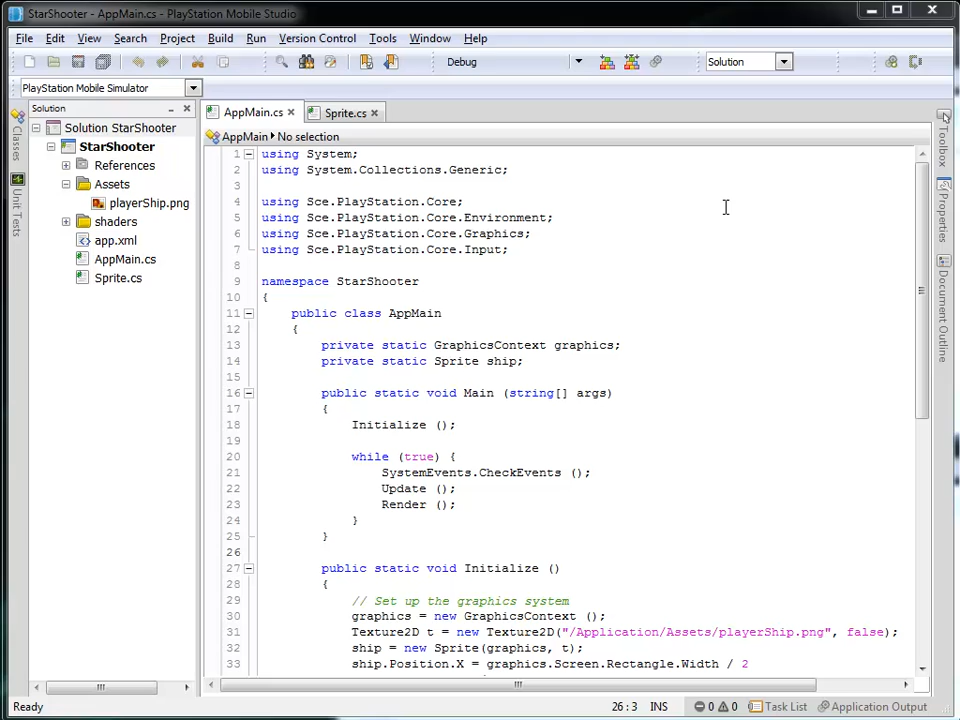 StarShooter - AppMain.cs - PlayStation Mobile Studio
File Edit View Search Project Build Run Version Control Tools Window Help
Debug Solution
PlayStation Mobile Simulator
Solution
Classes
Unit Tests
Solution StarShooter
StarShooter
References
Assets
playerShip.png
shaders
app.xml
AppMain.cs
Sprite.cs
AppMain.cs Sprite.cs
AppMain No selection
1 using System;
2 using System.Collections.Generic;
3
4 using Sce.PlayStation.Core;
5 using Sce.PlayStation.Core.Environment;
6 using Sce.PlayStation.Core.Graphics;
7 using Sce.PlayStation.Core.Input;
8
9 namespace StarShooter
10 {
11 public class AppMain
12 {
13 private static GraphicsContext graphics;
14 private static Sprite ship;
15
16 public static void Main (string[] args)
17 {
18 Initialize ();
19
20 while (true) {
21 SystemEvents.CheckEvents ();
22 Update ();
23 Render ();
24 }
25 }
26
27 public static void Initialize ()
28 {
29 // Set up the graphics system
30 graphics = new GraphicsContext ();
31 Texture2D t = new Texture2D("/Application/Assets/playerShip.png", false);
32 ship = new Sprite(graphics, t);
33 ship.Position.X = graphics.Screen.Rectangle.Width / 2
Toolbox
Properties
Document Outline
Ready 26:3 INS 0 0 Task List Application Output